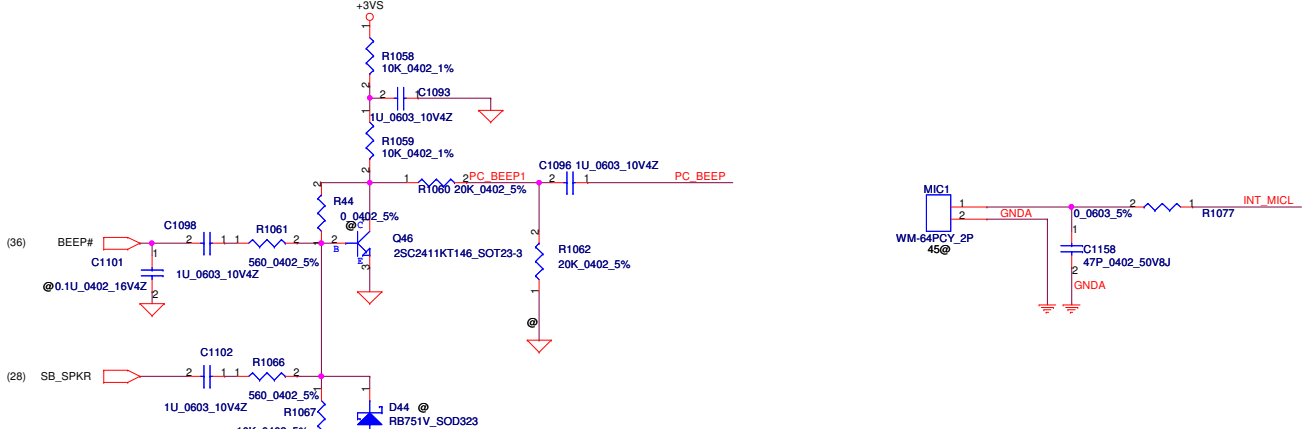 +3VS
1
R1058
10K_0402_1%
2
2
1
C1093
1
1U_0603_10V4Z
R1059
10K_0402_1%
2
C1096 1U_0603_10V4Z
1
2
PC_BEEP1
2
1
PC_BEEP
R1060 20K_0402_5%
2
R44
0_0402_5%
@
MIC1
1
2
GNDA
WM-64PCY_2P
45@
2
1
0_0603_5%
R1077
INT_MICL
1
C1158
47P_0402_50V8J
2
GNDA
C1098
R1061
(36)
BEEP#
2
1
1
2
1
2
B
C
E
3
Q46
2SC2411KT146_SOT23-3
560_0402_5%
1U_0603_10V4Z
C1101
1
@0.1U_0402_16V4Z
2
2
R1062
20K_0402_5%
1
@
C1102
R1066
(28)
SB_SPKR
2
1
1
2
560_0402_5%
1U_0603_10V4Z
1
R1067
1
D44
@
RB751V_SOD323